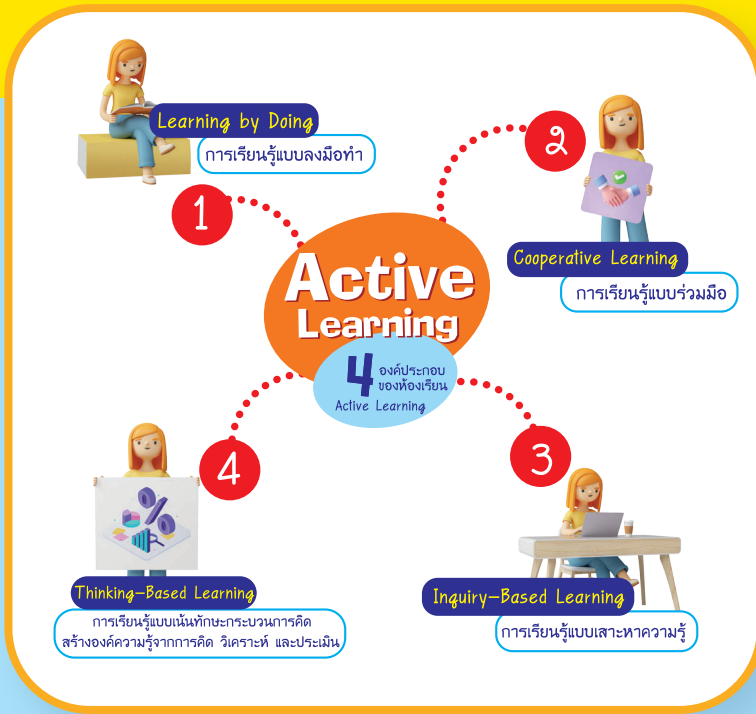 Active
Learning
4 องค์ประกอบ
ของห้องเรียน
Active Learning
1
Learning by Doing
การเรียนรู้แบบลงมือทำ
2
Cooperative Learning
การเรียนรู้แบบร่วมมือ
3
Inquiry-Based Learning
การเรียนรู้แบบเสาะหาความรู้
4
%
Thinking-Based Learning
การเรียนรู้แบบเน้นทักษะกระบวนการคิด
สร้างองค์ความรู้จากการคิด วิเคราะห์ และประเมิน